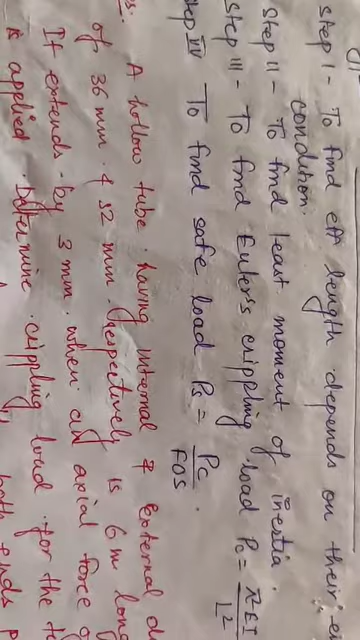 Step I - To find eff length depends on their
condition.
Step II - To find least moment of inertia
Step III - To find Euler's crippling load Pc = π²EI / L²
Step IV To find safe load Ps = Pc / FOS .
A hollow tube having internal & external
of 36 mm & 52 mm respectively is 6 m long
It extends by 3 mm when an axial force
is applied. Determine crippling load for the
both ends